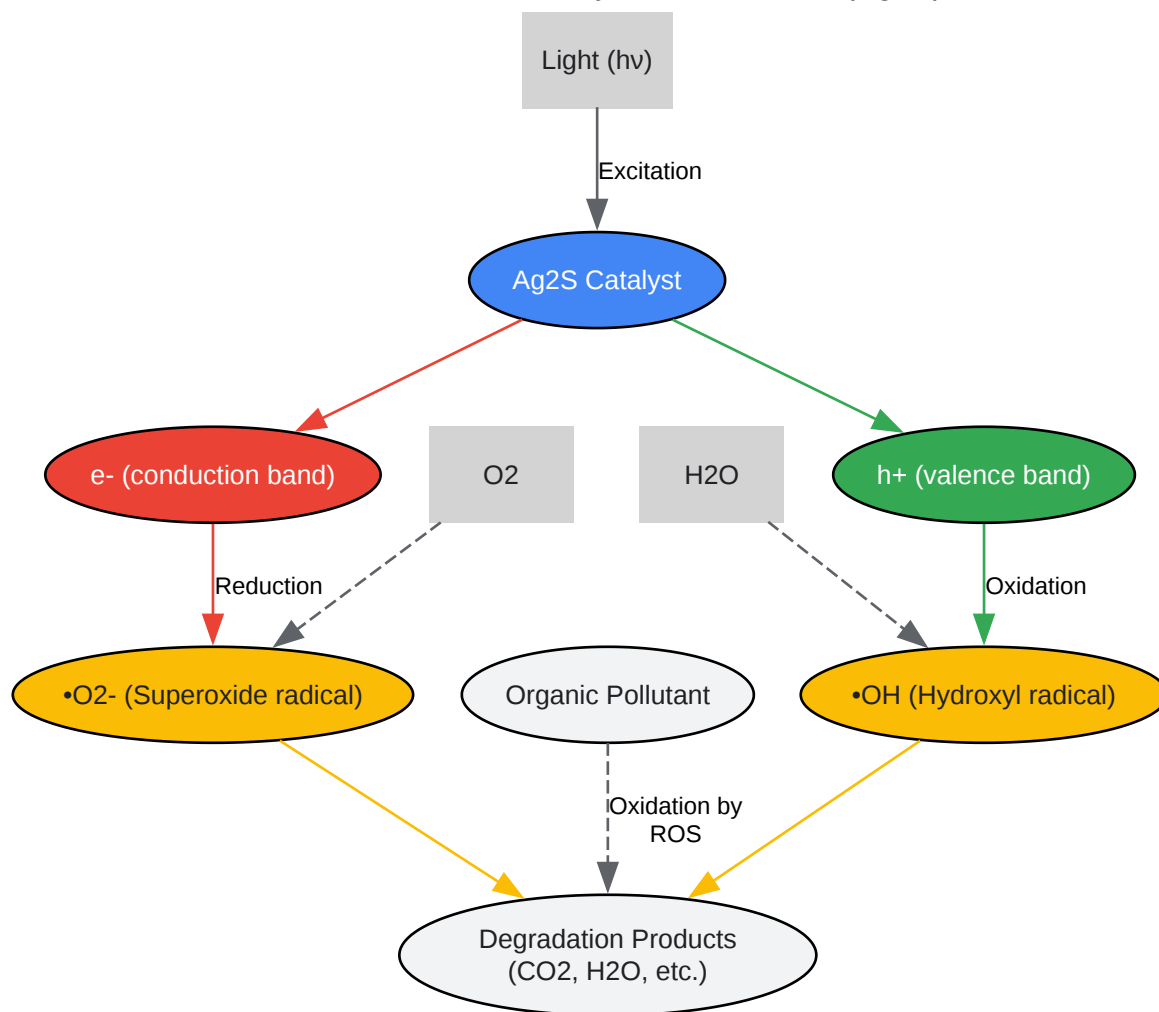 Light (hν)
Excitation
Ag2S Catalyst
e- (conduction band)
O2
H2O
h+ (valence band)
Reduction
Oxidation
•O2- (Superoxide radical)
Organic Pollutant
•OH (Hydroxyl radical)
Oxidation by
ROS
Degradation Products
(CO2, H2O, etc.)